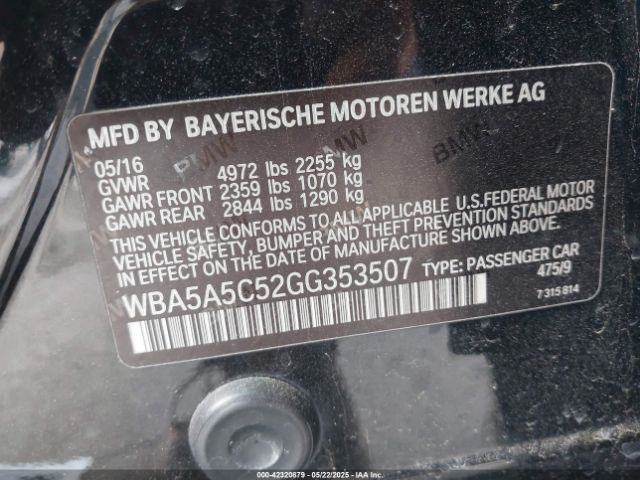 MFD BY BAYERISCHE MOTOREN WERKE AG
05/16
GVWR 4972 lbs 2255 kg
GAWR FRONT 2359 lbs 1070 kg
GAWR REAR 2844 lbs 1290 kg
THIS VEHICLE CONFORMS TO ALL APPLICABLE U.S.FEDERAL MOTOR
VEHICLE SAFETY, BUMPER AND THEFT PREVENTION STANDARDS
IN EFFECT ON THE DATE OF MANUFACTURE SHOWN ABOVE.
WBA5A5C52GG353507 TYPE: PASSENGER CAR
475/9
7 315 814
000-42320879 - 05/22/2025 - IAA Inc.